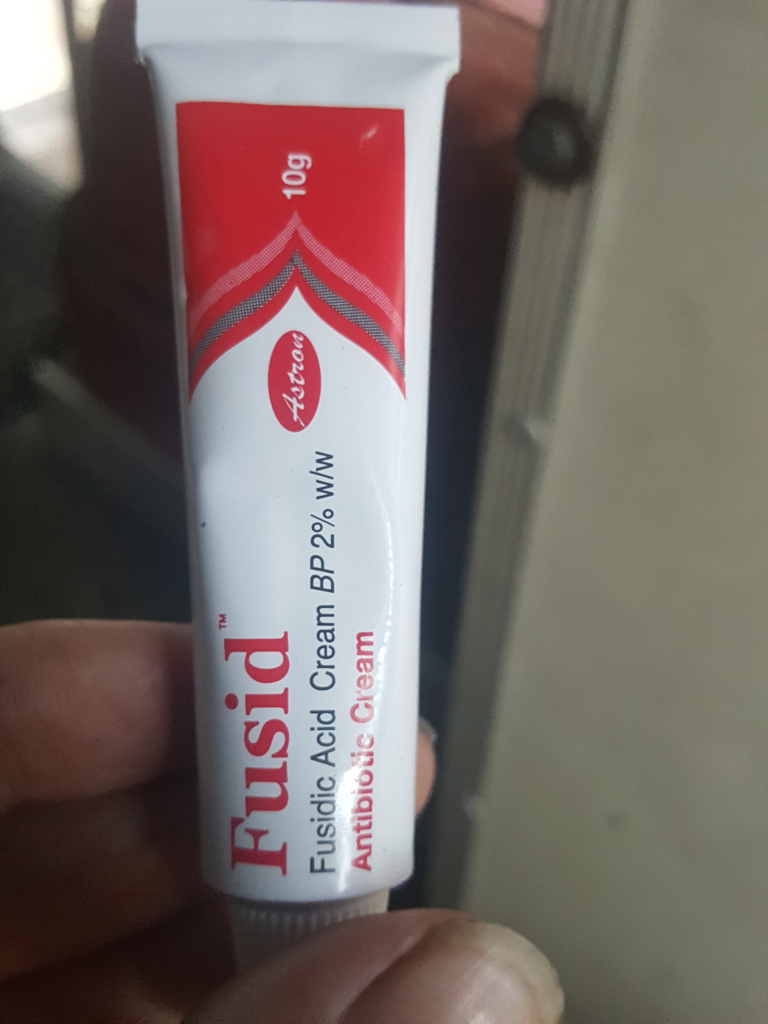 Fusid™
Fusidic Acid Cream BP 2% w/w
Antibiotic Cream
Astron
10g